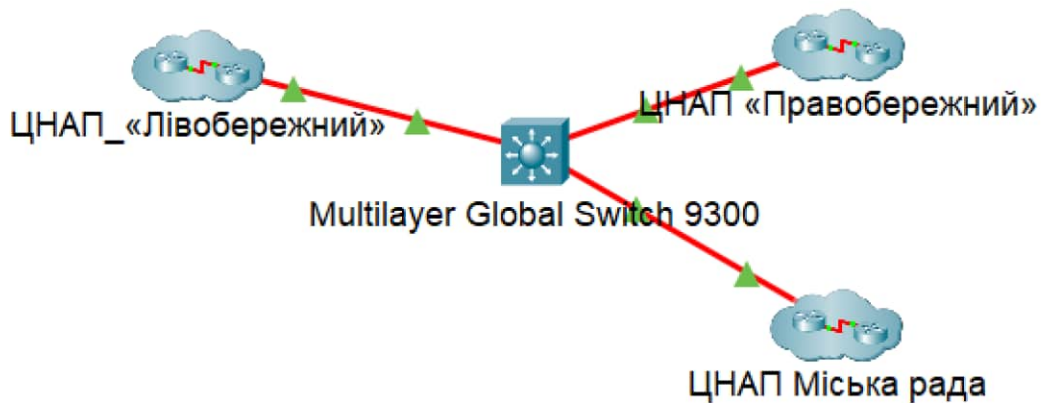 ЦНАП_«Лівобережний»
ЦНАП «Правобережний»
Multilayer Global Switch 9300
ЦНАП Міська рада